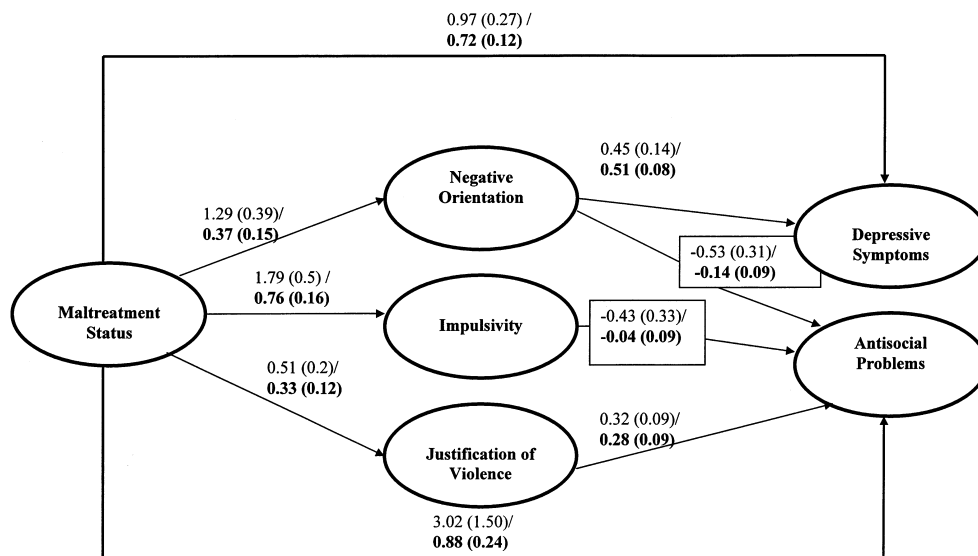 0.97 (0.27) /
0.72 (0.12)
Negative
Orientation
0.45 (0.14)/
0.51 (0.08)
1.29 (0.39)/
0.37 (0.15)
Depressive
Symptoms
-0.53 (0.31)/
-0.14 (0.09)
1.79 (0.5) /
0.76 (0.16)
Maltreatment
Status
Impulsivity
-0.43 (0.33)/
-0.04 (0.09)
Antisocial
Problems
0.51 (0.2)/
0.33 (0.12)
0.32 (0.09)/
0.28 (0.09)
Justification of
Violence
3.02 (1.50)/
0.88 (0.24)